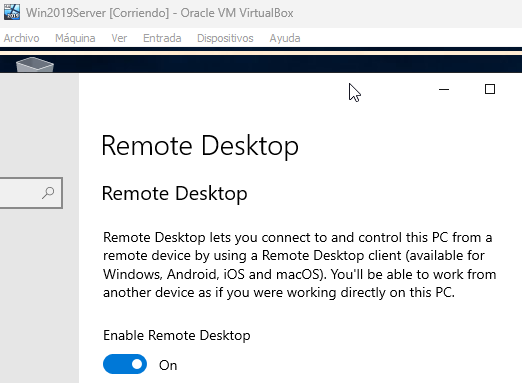 Win2019Server [Corriendo] - Oracle VM VirtualBox
Archivo Máquina Ver Entrada Dispositivos Ayuda
Remote Desktop
Remote Desktop
Remote Desktop lets you connect to and control this PC from a
remote device by using a Remote Desktop client (available for
Windows, Android, iOS and macOS). You'll be able to work from
another device as if you were working directly on this PC.
Enable Remote Desktop
On